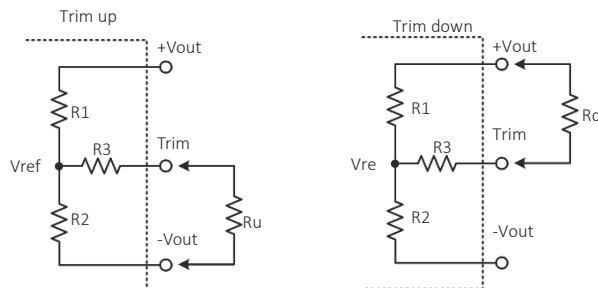 Trim up
+Vout
R1
R3
Trim
Vref
R2
Ru
-Vout
Trim down
+Vout
R1
Rd
Trim
R3
Vre
R2
-Vout